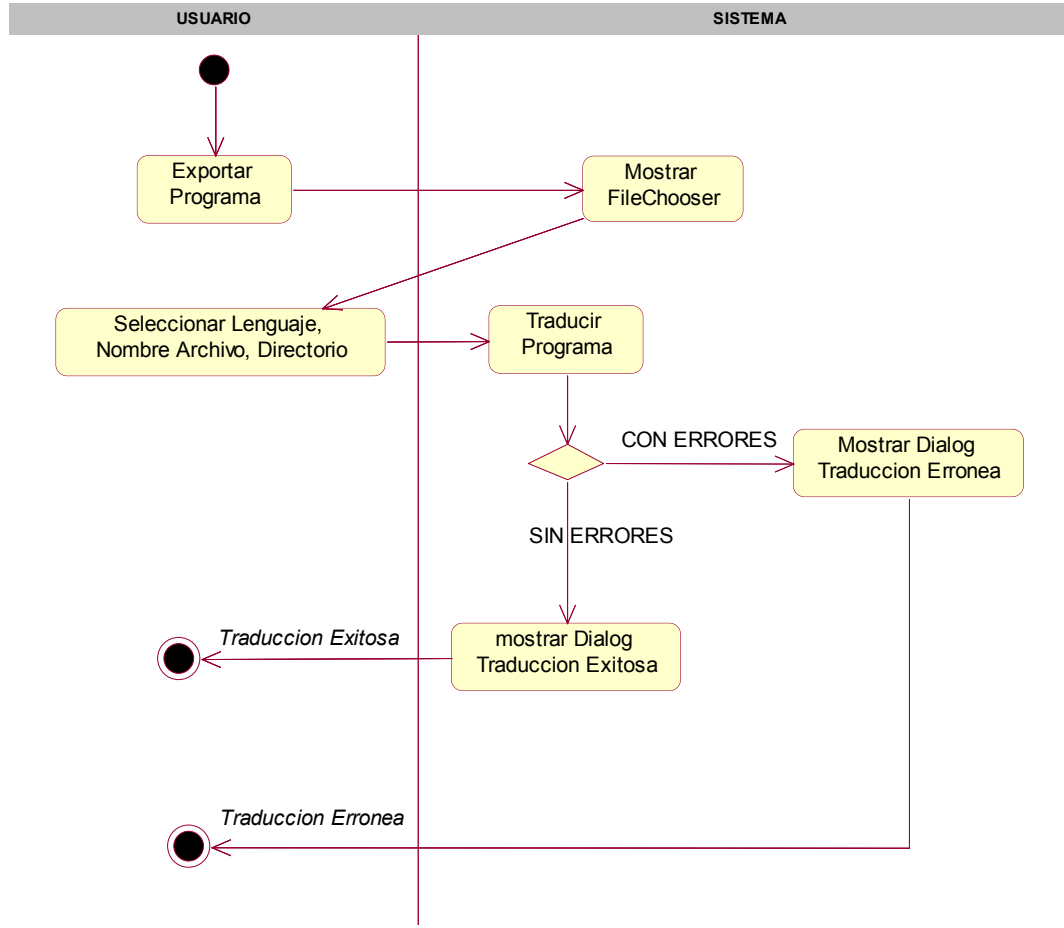 USUARIO
SISTEMA
Exportar
Programa
Mostrar
FileChooser
Seleccionar Lenguaje,
Nombre Archivo, Directorio
Traducir
Programa
CON ERRORES
Mostrar Dialog
Traduccion Erronea
SIN ERRORES
mostrar Dialog
Traduccion Exitosa
Traduccion Exitosa
Traduccion Erronea